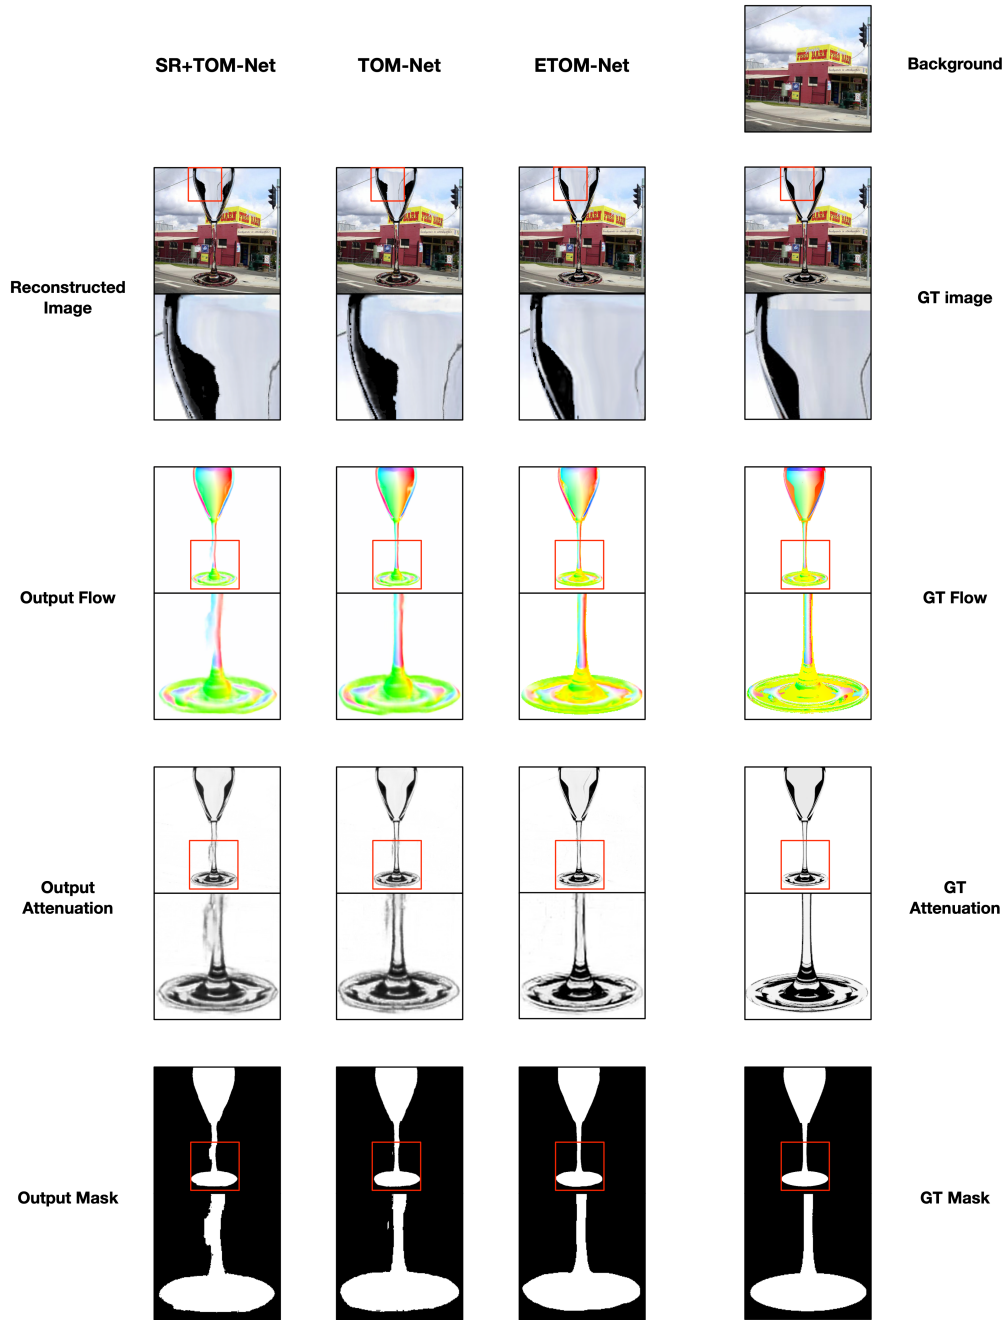 SR+TOM-Net
TOM-Net
ETOM-Net
Background
Reconstructed
Image
GT image
Output Flow
GT Flow
Output
Attenuation
GT
Attenuation
Output Mask
GT Mask